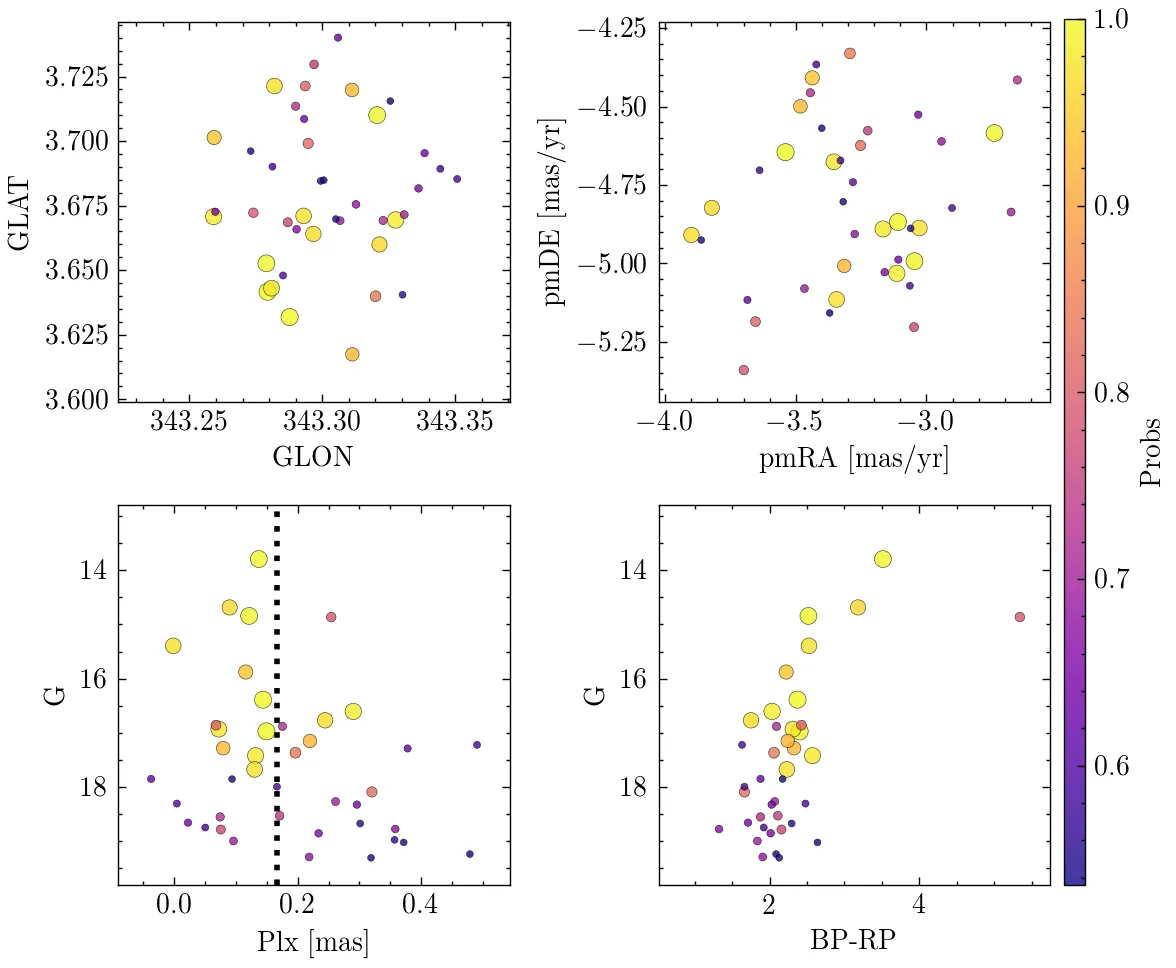 3.725
3.700
3.675
3.650
3.625
3.600
GLAT
343.25 343.30 343.35
GLON
−4.25
−4.50
−4.75
−5.00
−5.25
pmDE [mas/yr]
−4.0 −3.5 −3.0
pmRA [mas/yr]
14
16
18
G
0.0 0.2 0.4
Plx [mas]
14
16
18
G
2 4
BP-RP
1.0
0.9
0.8
0.7
0.6
Probs